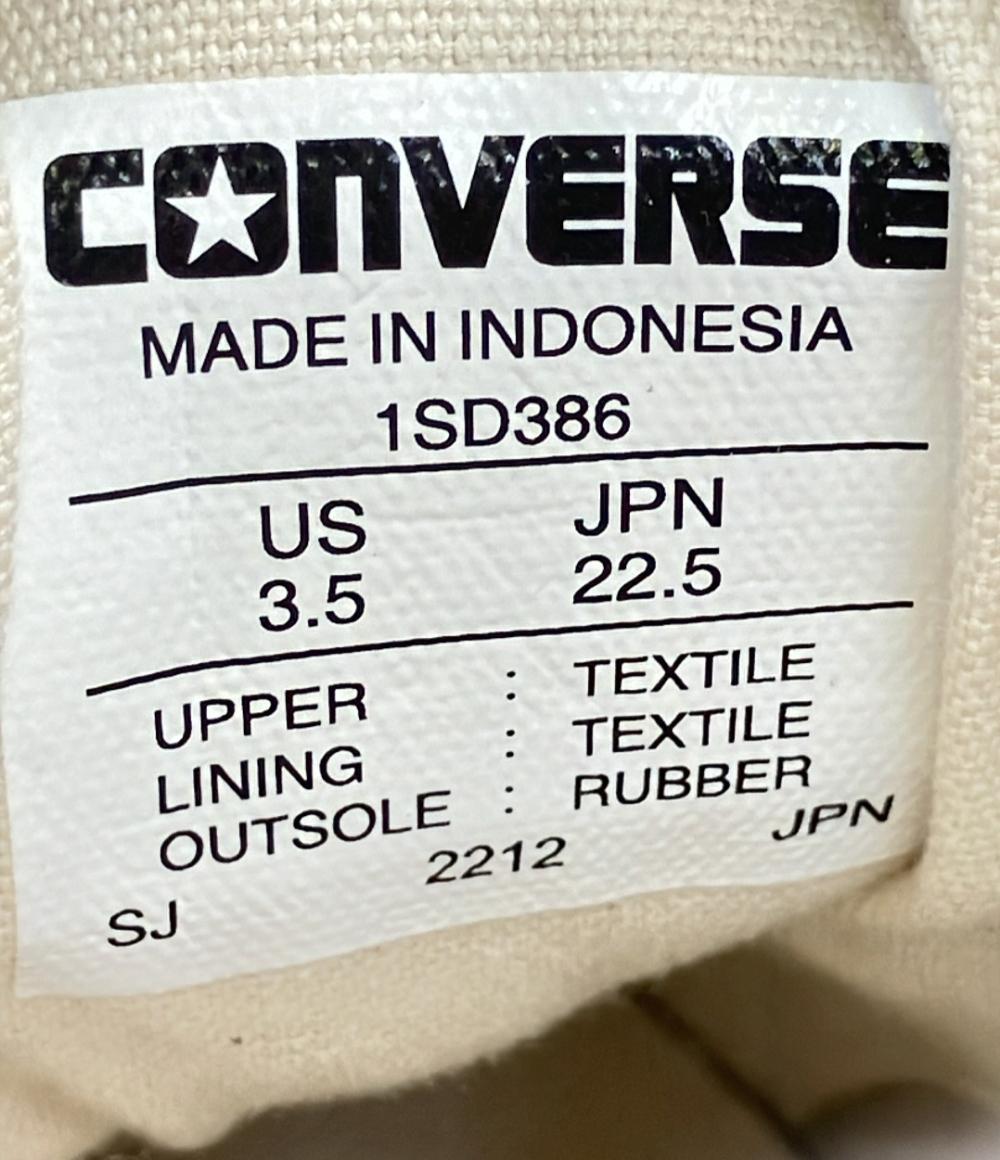 CONVERSE
MADE IN INDONESIA
1SD386
US JPN
3.5 22.5
UPPER : TEXTILE
LINING : TEXTILE
OUTSOLE : RUBBER
SJ 2212 JPN